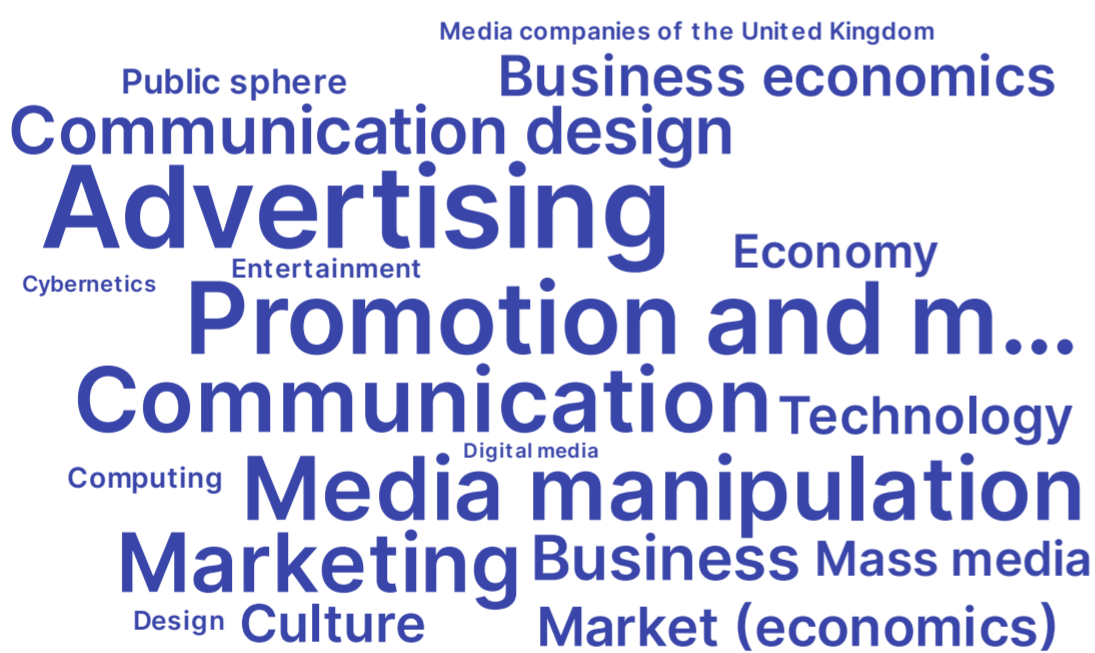 Media companies of the United Kingdom
Public sphere
Business economics
Communication design
Advertising
Economy
Entertainment
Cybernetics
Promotion and m...
Communication
Technology
Digital media
Computing
Media manipulation
Marketing
Business
Mass media
Design
Culture
Market (economics)